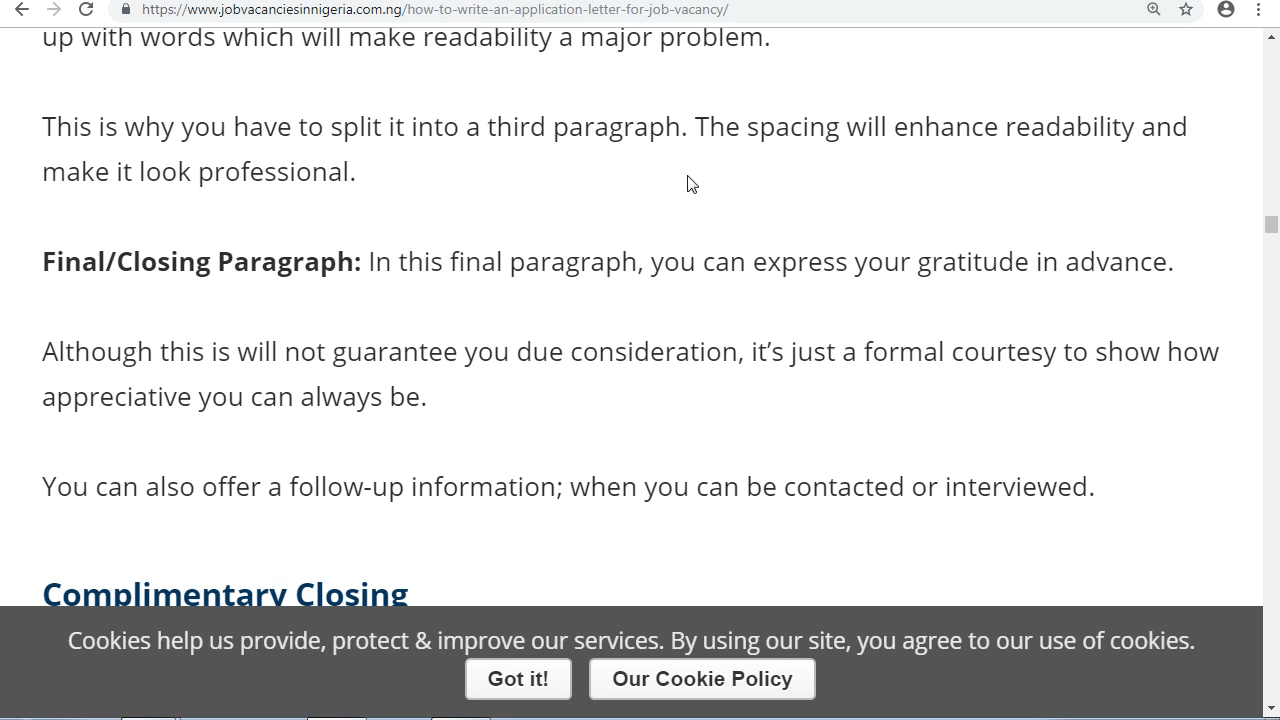 https://www.jobvacanciesinnigeria.com.ng/how-to-write-an-application-letter-for-job-vacancy/
up with words which will make readability a major problem.
This is why you have to split it into a third paragraph. The spacing will enhance readability and
make it look professional.
Final/Closing Paragraph: In this final paragraph, you can express your gratitude in advance.
Although this is will not guarantee you due consideration, it’s just a formal courtesy to show how
appreciative you can always be.
You can also offer a follow-up information; when you can be contacted or interviewed.
Complimentary Closing
Cookies help us provide, protect & improve our services. By using our site, you agree to our use of cookies.
Got it! Our Cookie Policy